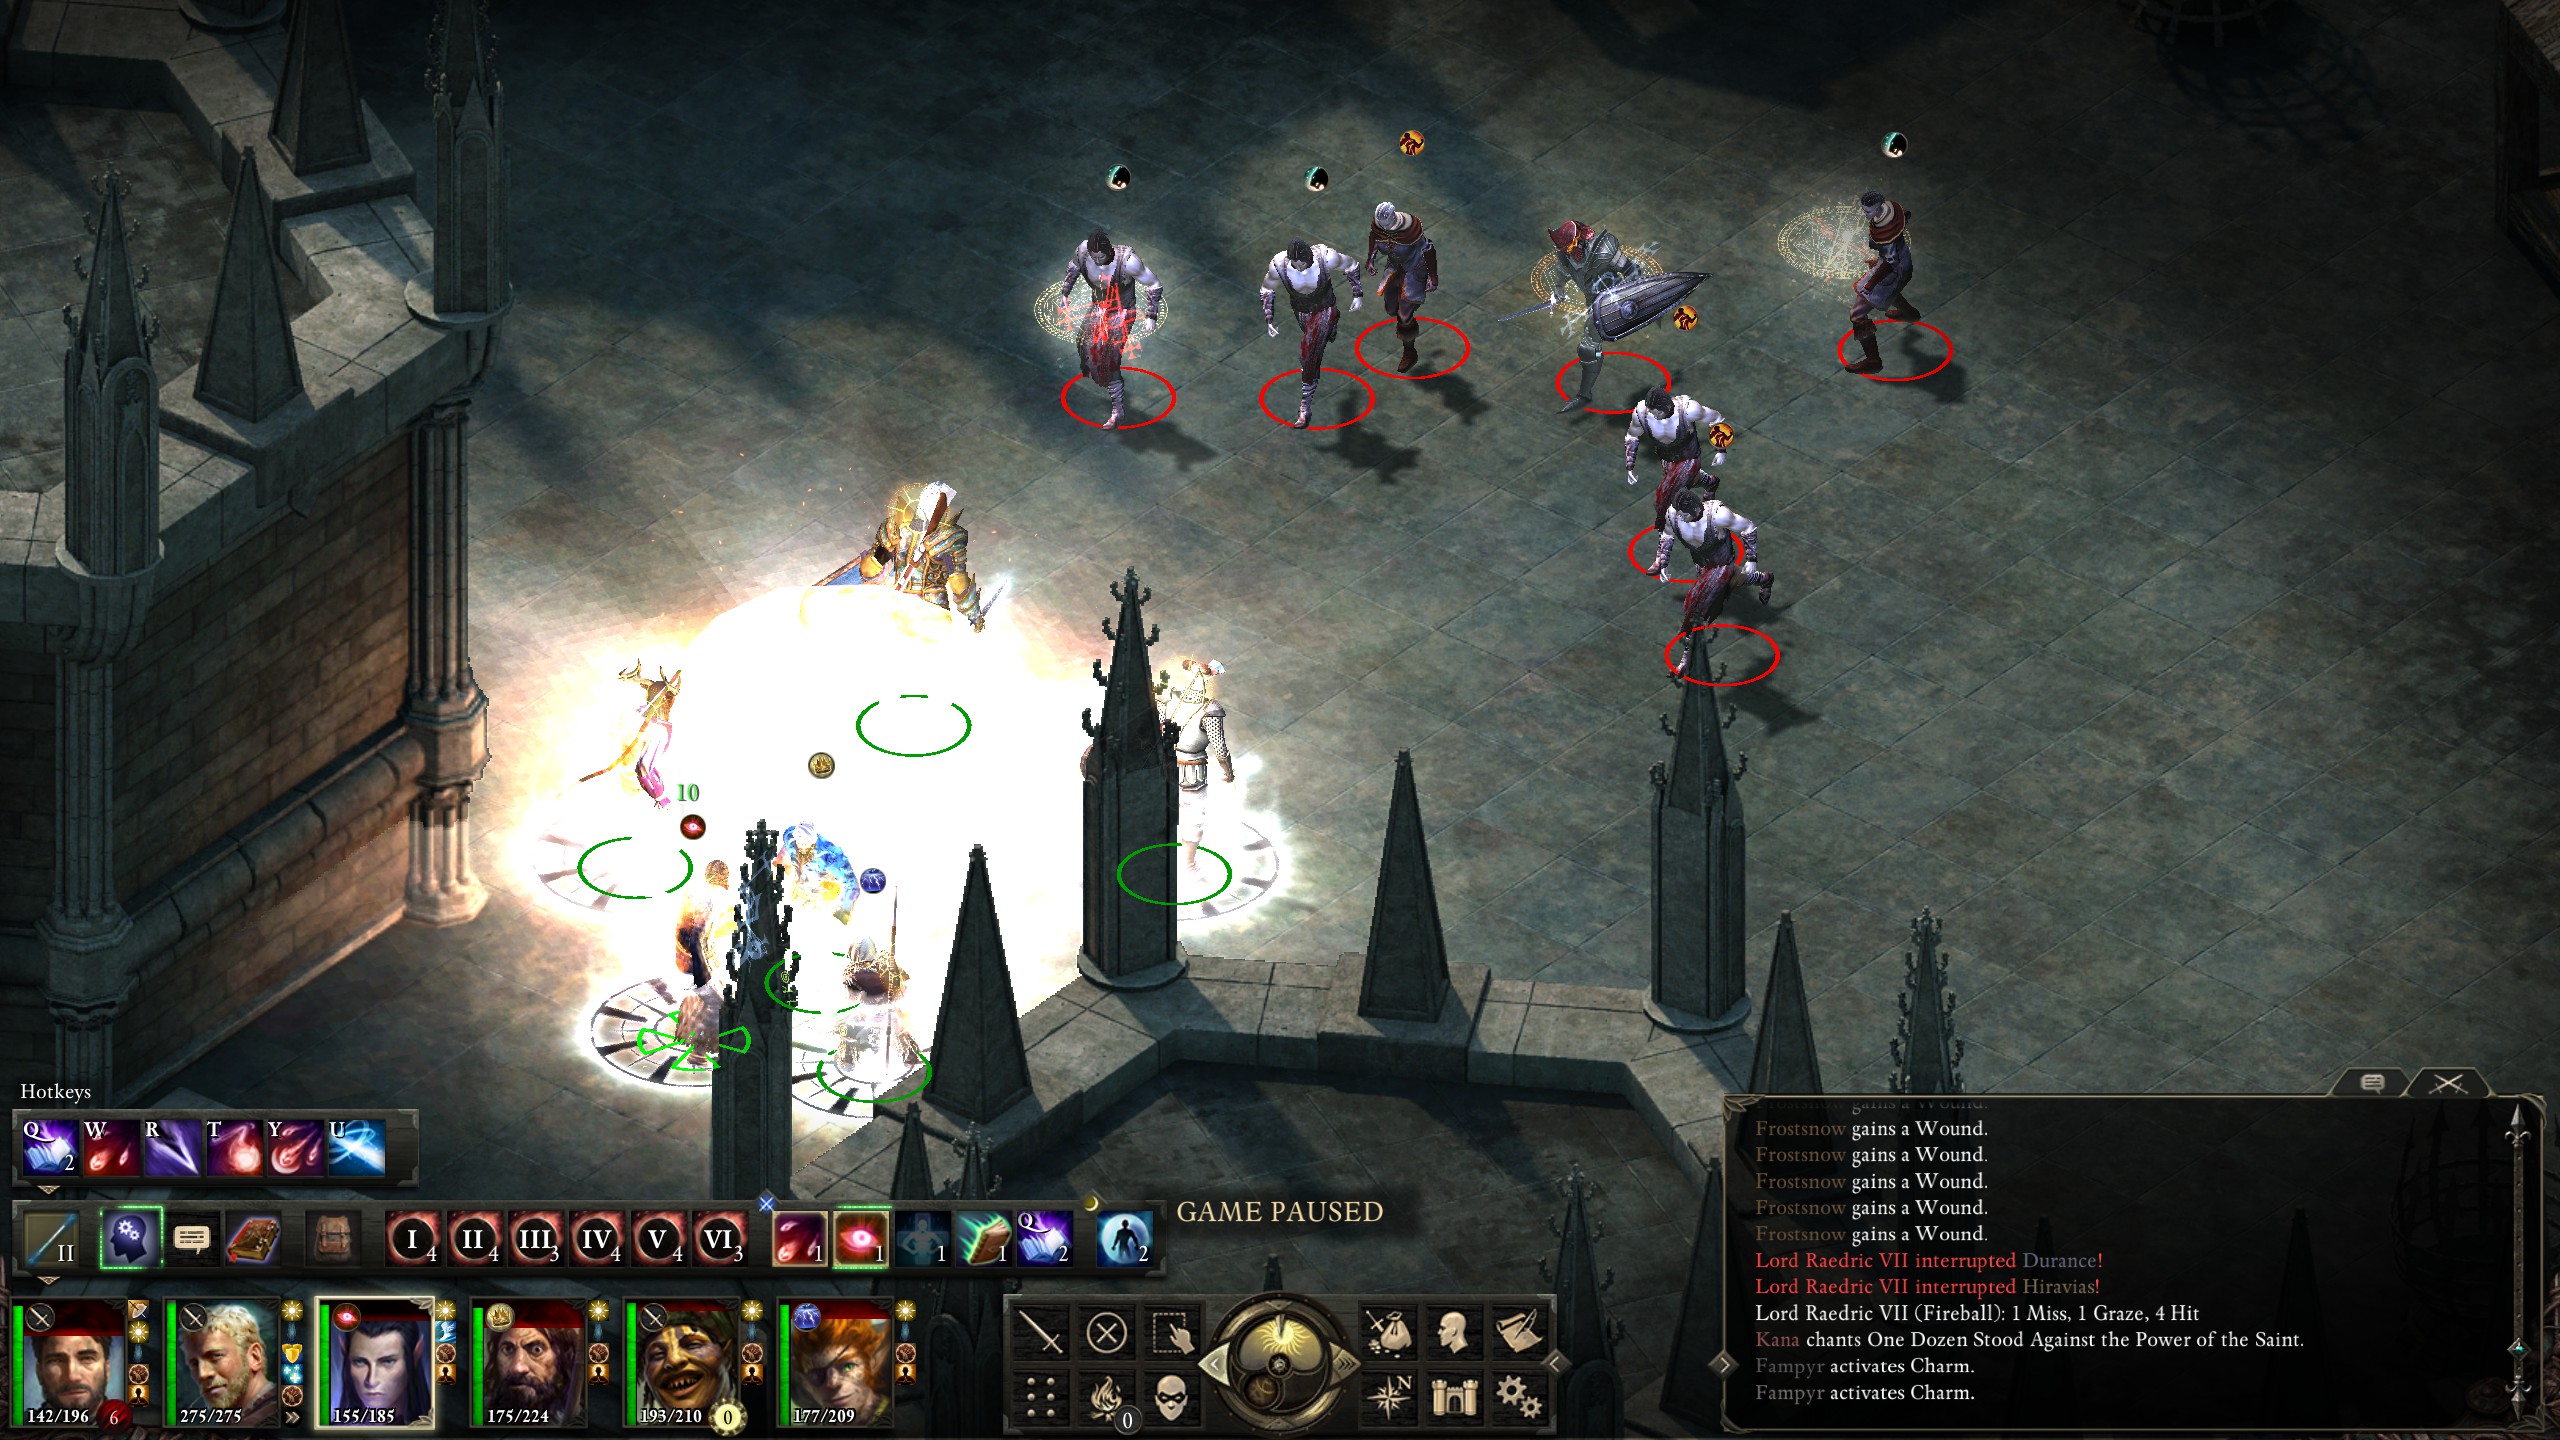 10
Hotkeys
Q W R T Y U
2
II
I 4 II 4 III 3 IV 4 V 4 VI 3
1 1 1 1 Q 2 2
GAME PAUSED
142/196 6 275/275 155/185 175/224 193/210 0 177/209
N
0
gains a Wound.
Frostsnow gains a Wound.
Frostsnow gains a Wound.
Frostsnow gains a Wound.
Frostsnow gains a Wound.
Frostsnow gains a Wound.
Lord Raedric VII interrupted Durance!
Lord Raedric VII interrupted Hiravias!
Lord Raedric VII (Fireball): 1 Miss, 1 Graze, 4 Hit
Kana chants One Dozen Stood Against the Power of the Saint.
Fampyr activates Charm.
Fampyr activates Charm.